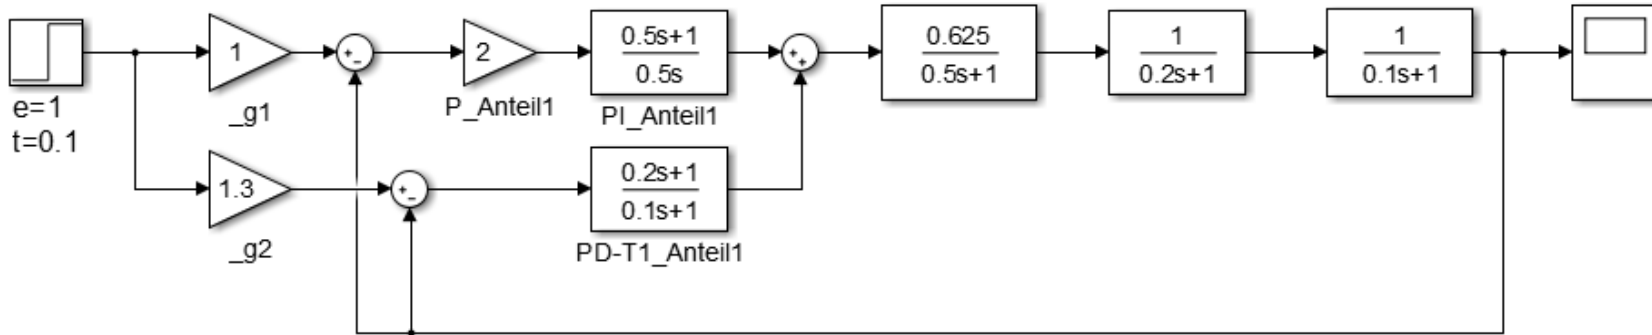 e=1
t=0.1
1
_g1
+
−
2
P_Anteil1
0.5s+1
0.5s
PI_Anteil1
+
+
0.625
0.5s+1
1
0.2s+1
1
0.1s+1
1.3
_g2
+
−
0.2s+1
0.1s+1
PD-T1_Anteil1